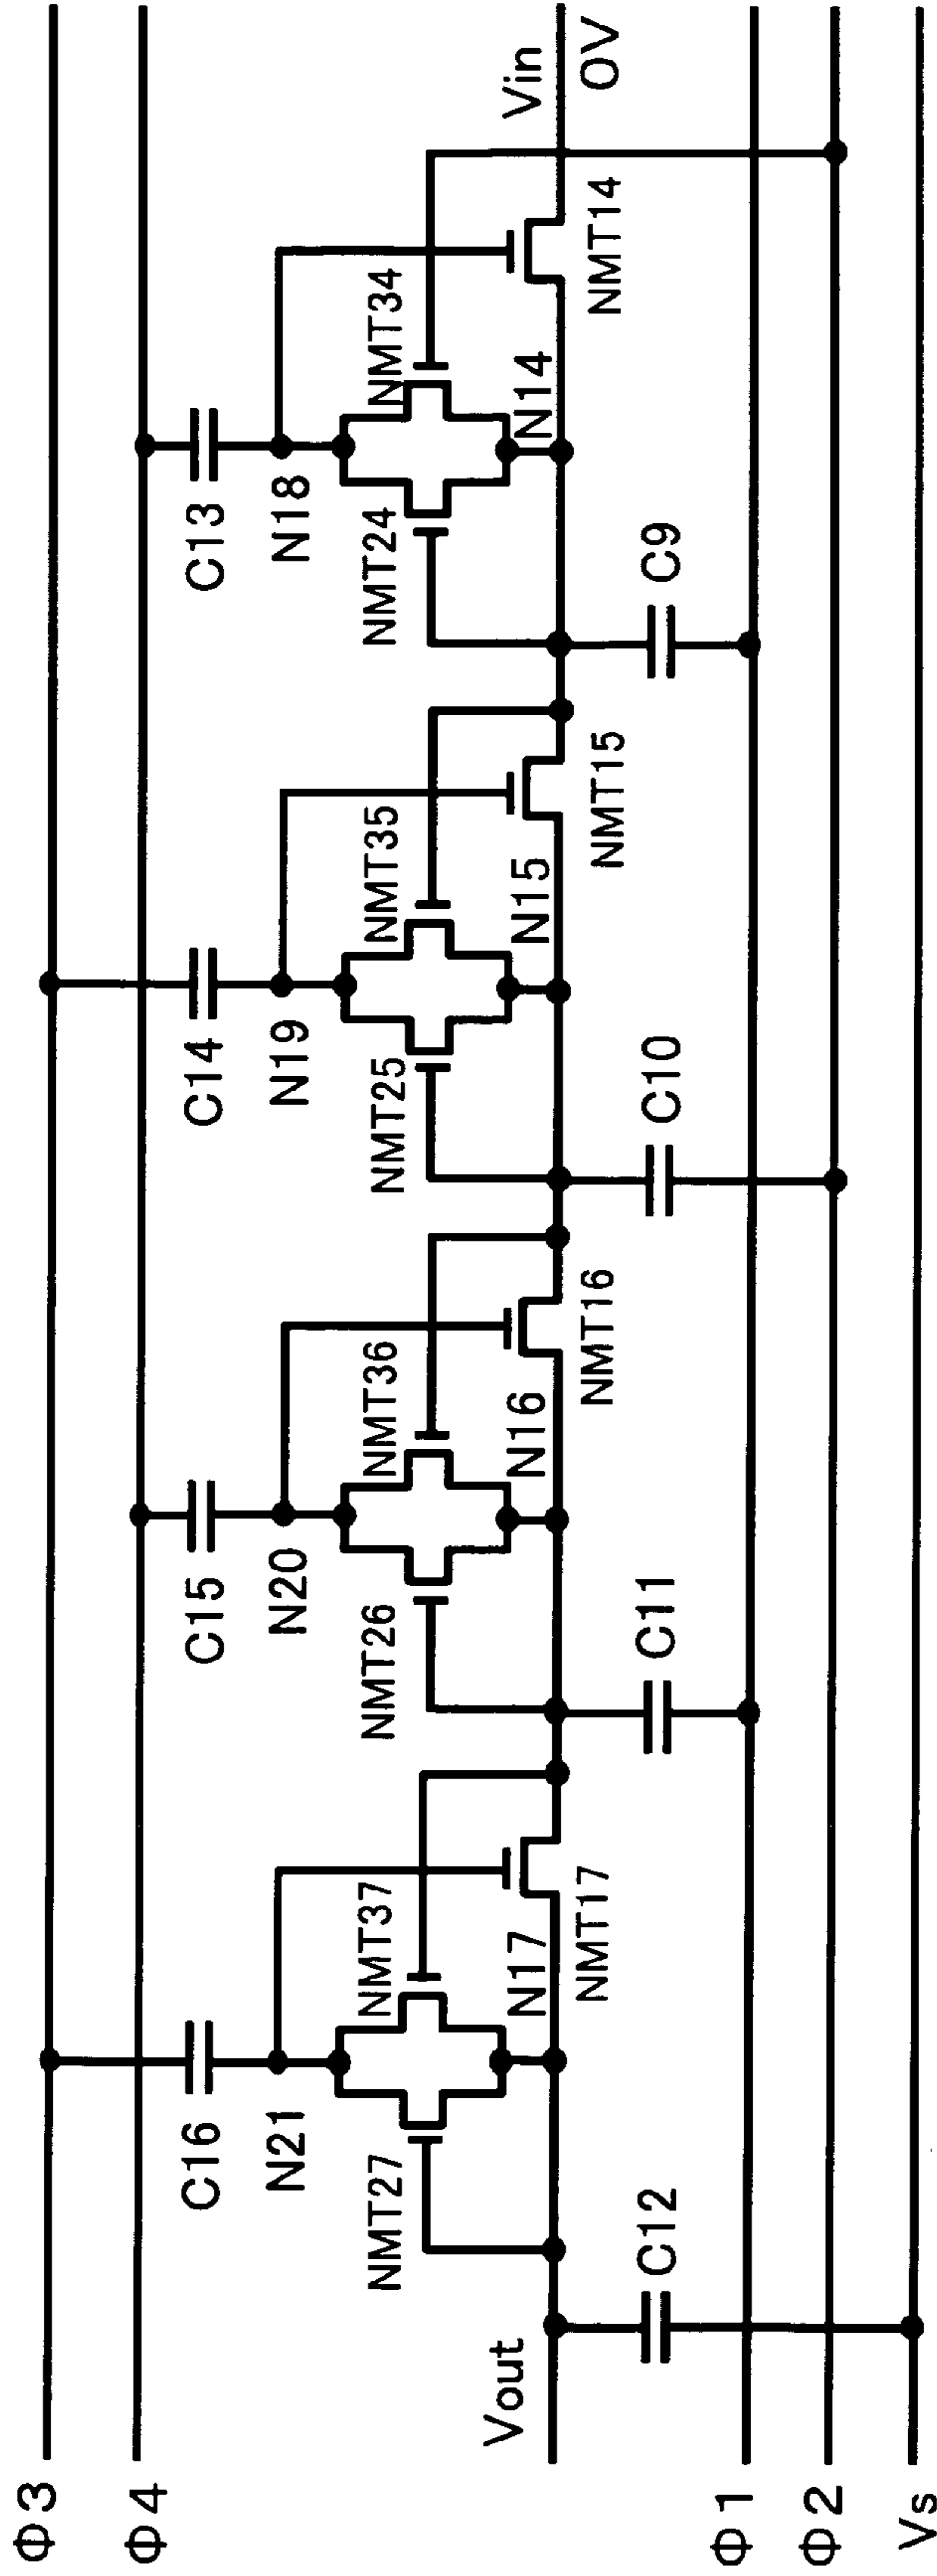 Φ3
Φ4
C16
C15
C14
C13
N21
N20
N19
N18
NMT27
NMT37
NMT26
NMT36
NMT25
NMT35
NMT24
NMT34
Vout
N17
N16
N15
N14
Vin
0V
NMT17
NMT16
NMT15
NMT14
C12
C11
C10
C9
Φ1
Φ2
Vs